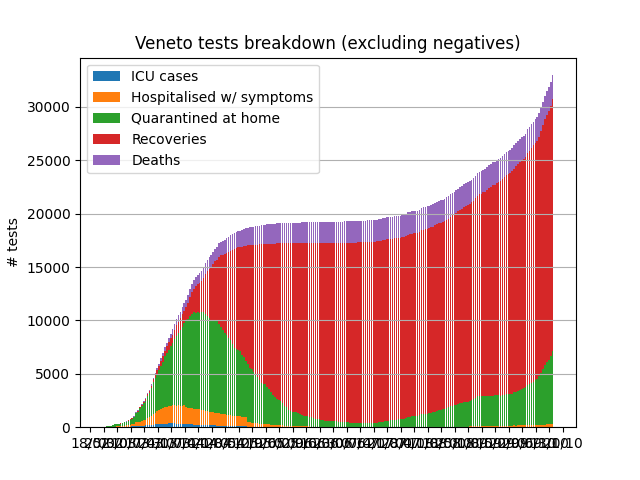 Veneto tests breakdown (excluding negatives)
ICU cases
Hospitalised w/ symptoms
Quarantined at home
Recoveries
Deaths
# tests
30000
25000
20000
15000
10000
5000
0